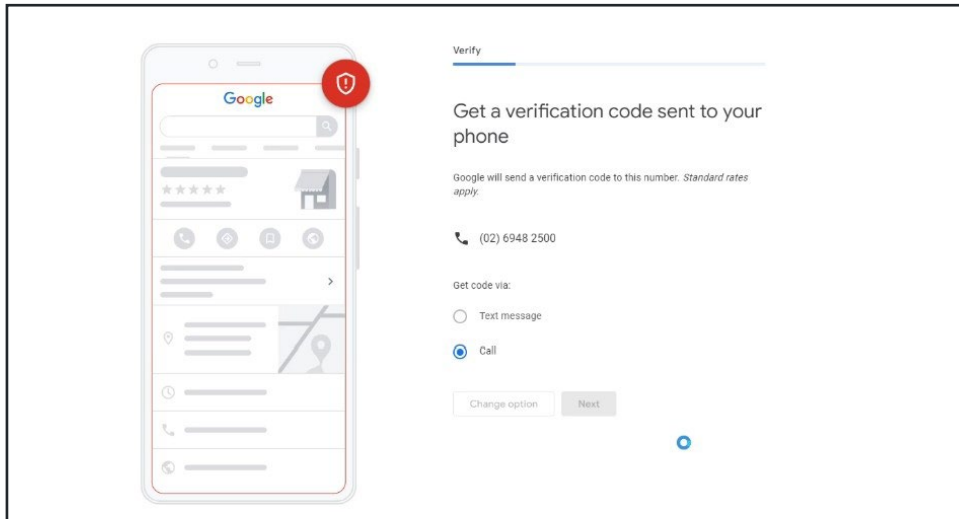 Google
Verify
Get a verification code sent to your
phone
Google will send a verification code to this number. Standard rates
apply.
(02) 6948 2500
Get code via:
Text message
Call
Change option
Next